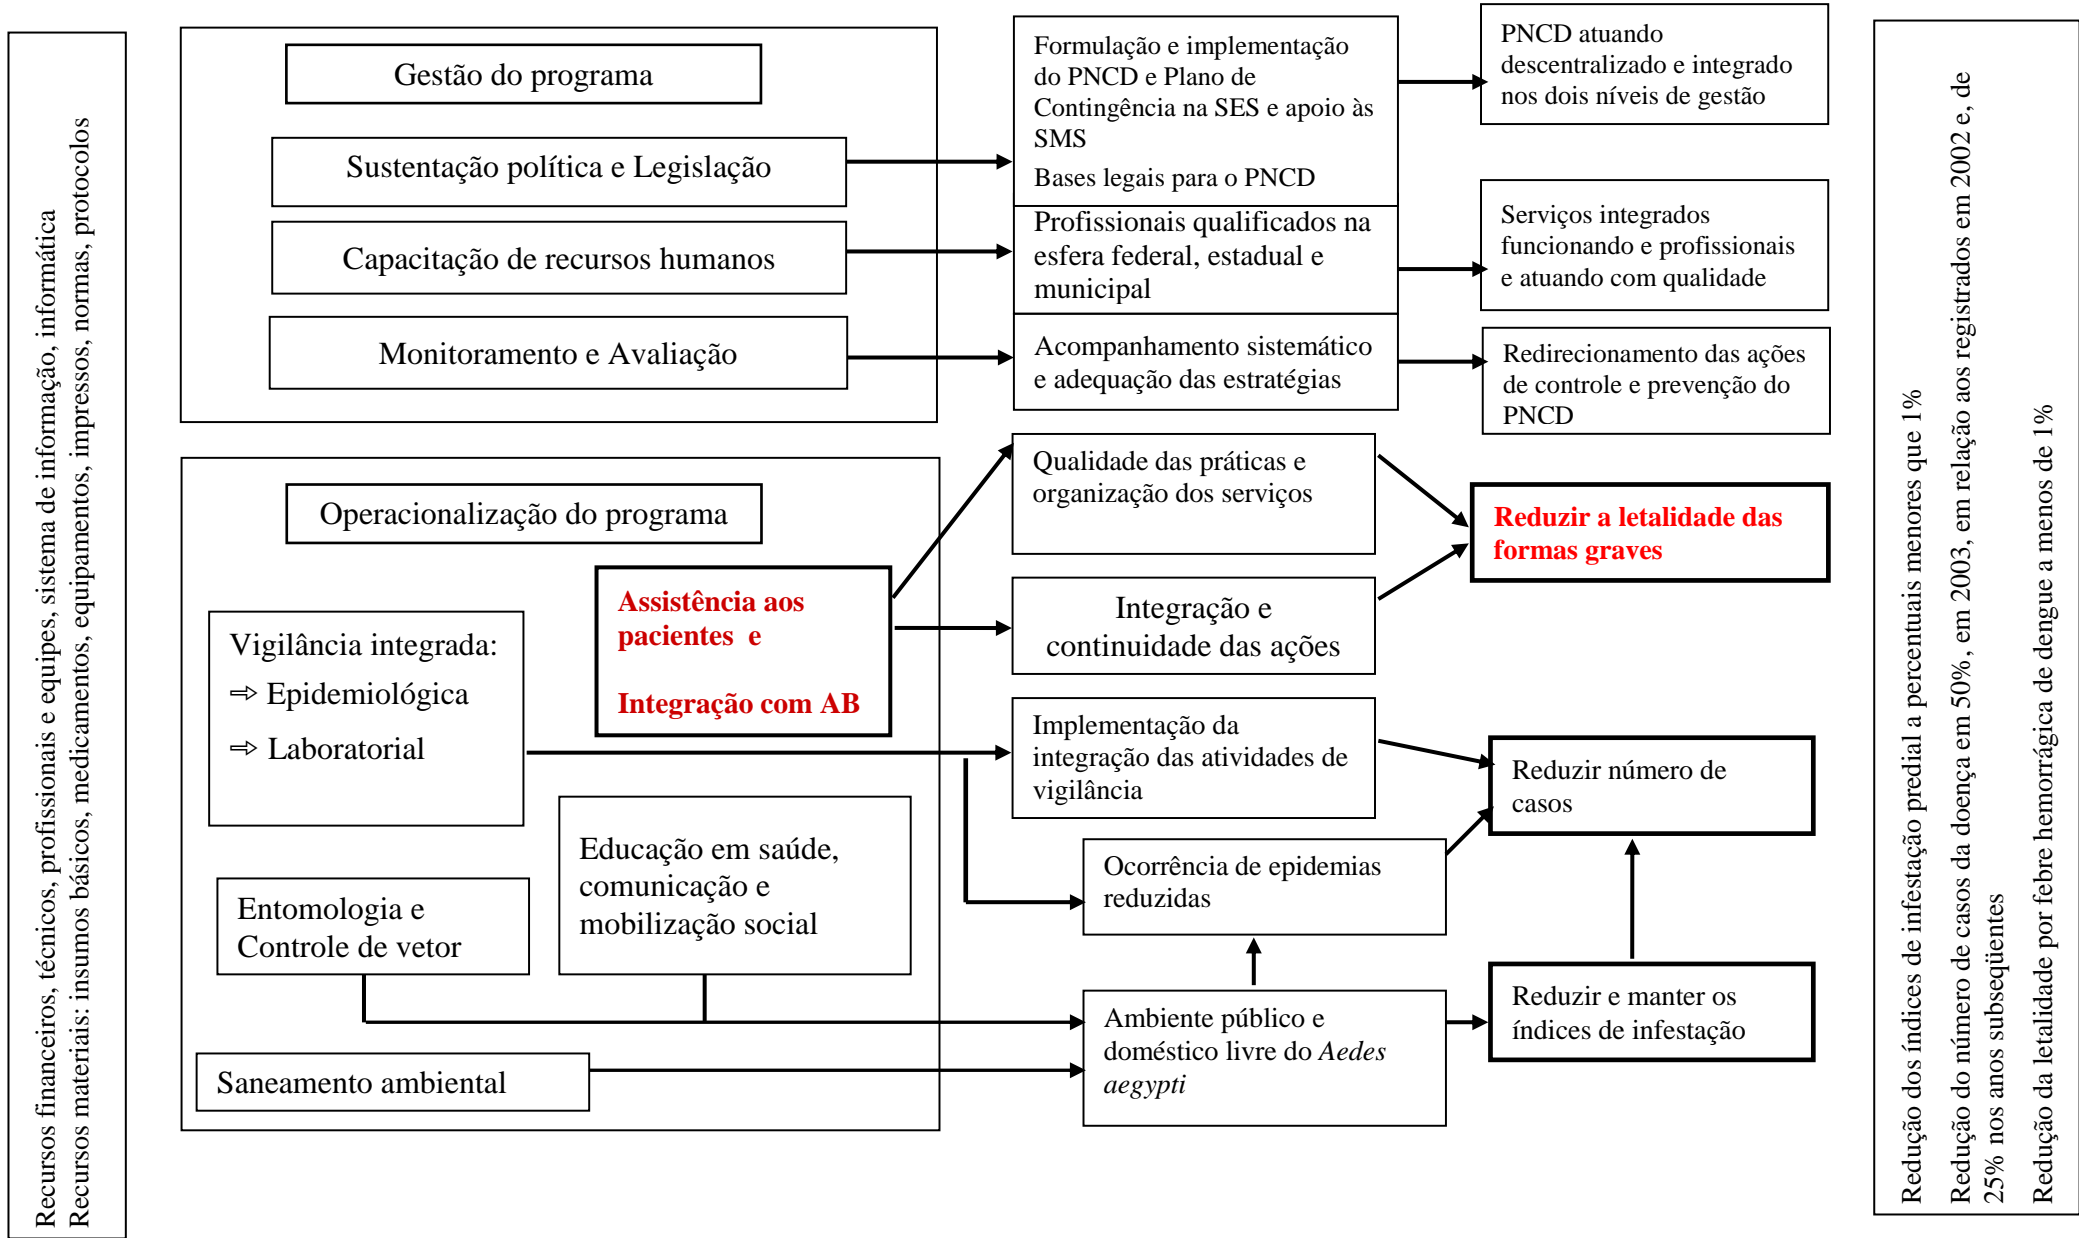 Recursos financeiros, técnicos, profissionais e equipes, sistema de informação, informática
Recursos materiais: insumos básicos, medicamentos, equipamentos, impressos, normas, protocolos
Gestão do programa
Sustentação política e Legislação
Capacitação de recursos humanos
Monitoramento e Avaliação
Formulação e implementação
do PNCD e Plano de
Contingência na SES e apoio às
SMS
Bases legais para o PNCD
Profissionais qualificados na
esfera federal, estadual e
municipal
Acompanhamento sistemático
e adequação das estratégias
PNCD atuando
descentralizado e integrado
nos dois níveis de gestão
Serviços integrados
funcionando e profissionais
e atuando com qualidade
Redirecionamento das ações
de controle e prevenção do
PNCD
Operacionalização do programa
Assistência aos
pacientes e
Integração com AB
Vigilância integrada:
⇨ Epidemiológica
⇨ Laboratorial
Educação em saúde,
comunicação e
mobilização social
Entomologia e
Controle de vetor
Saneamento ambiental
Qualidade das práticas e
organização dos serviços
Integração e
continuidade das ações
Implementação da
integração das atividades de
vigilância
Ocorrência de epidemias
reduzidas
Ambiente público e
doméstico livre do Aedes
aegypti
Reduzir a letalidade das
formas graves
Reduzir número de
casos
Reduzir e manter os
índices de infestação
Redução dos índices de infestação predial a percentuais menores que 1%
Redução do número de casos da doença em 50%, em 2003, em relação aos registrados em 2002 e, de
25% nos anos subseqüentes
Redução da letalidade por febre hemorrágica de dengue a menos de 1%